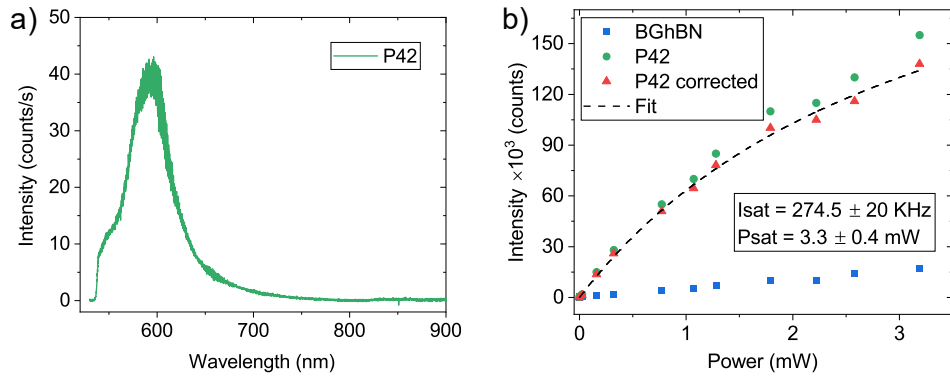 a)
P42
Intensity (counts/s)
50
40
30
20
10
0
600
700
800
900
Wavelength (nm)
b)
BGhBN
P42
P42 corrected
Fit
Isat = 274.5 ± 20 KHz
Psat = 3.3 ± 0.4 mW
Intensity ×10³ (counts)
150
120
90
60
30
0
0
1
2
3
Power (mW)